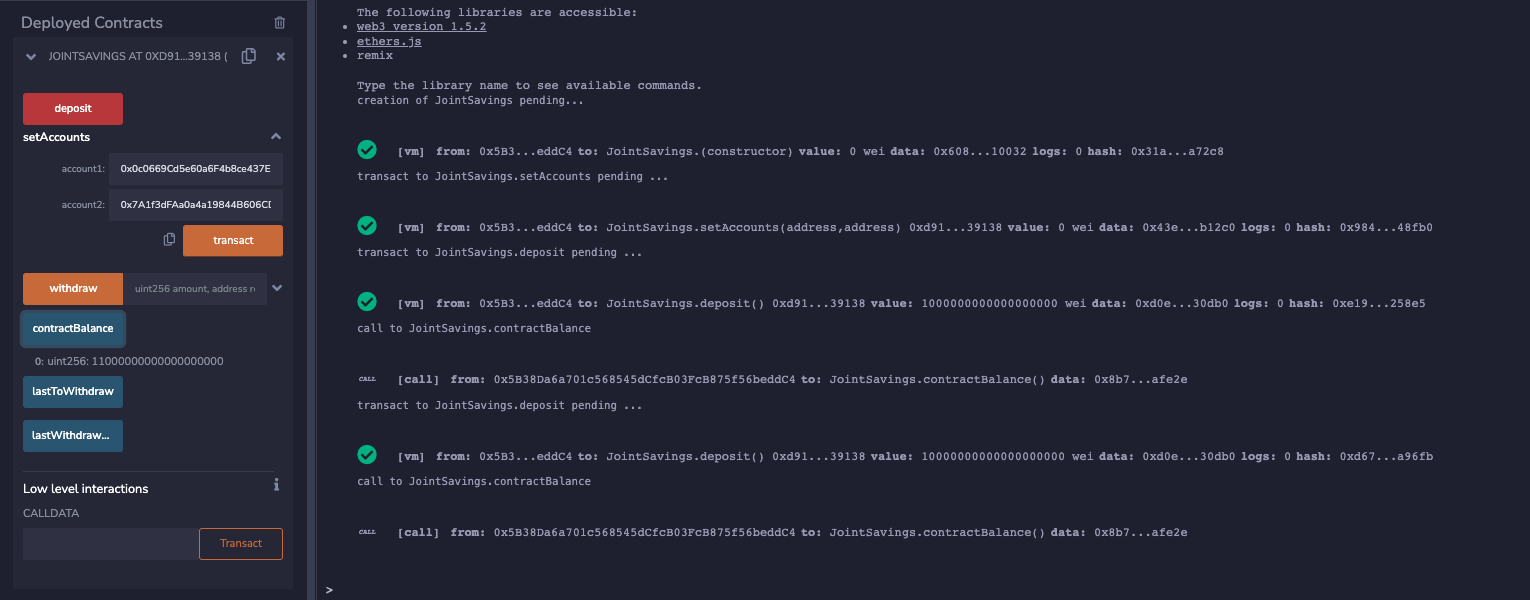 Deployed Contracts
JOINTSAVINGS AT 0XD91...39138 (
deposit
setAccounts
account1: 0x0c0669Cd5e60a6F4b8ce437E
account2: 0x7A1f3dFAa0a4a19844B606CD
transact
withdraw uint256 amount, address re
contractBalance
0: uint256: 11000000000000000000
lastToWithdraw
lastWithdraw...
Low level interactions
CALLDATA
Transact
The following libraries are accessible:
• web3 version 1.5.2
• ethers.js
• remix
Type the library name to see available commands.
creation of JointSavings pending...
[vm] from: 0x5B3...eddC4 to: JointSavings.(constructor) value: 0 wei data: 0x608...10032 logs: 0 hash: 0x31a...a72c8
transact to JointSavings.setAccounts pending ...
[vm] from: 0x5B3...eddC4 to: JointSavings.setAccounts(address,address) 0xd91...39138 value: 0 wei data: 0x43e...b12c0 logs: 0 hash: 0x984...48fb0
transact to JointSavings.deposit pending ...
[vm] from: 0x5B3...eddC4 to: JointSavings.deposit() 0xd91...39138 value: 1000000000000000000 wei data: 0xd0e...30db0 logs: 0 hash: 0xe19...258e5
call to JointSavings.contractBalance
CALL [call] from: 0x5B38Da6a701c568545dCfcB03FcB875f56beddC4 to: JointSavings.contractBalance() data: 0x8b7...afe2e
transact to JointSavings.deposit pending ...
[vm] from: 0x5B3...eddC4 to: JointSavings.deposit() 0xd91...39138 value: 10000000000000000000 wei data: 0xd0e...30db0 logs: 0 hash: 0xd67...a96fb
call to JointSavings.contractBalance
CALL [call] from: 0x5B38Da6a701c568545dCfcB03FcB875f56beddC4 to: JointSavings.contractBalance() data: 0x8b7...afe2e
>